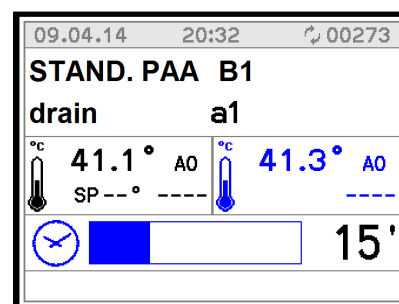 09.04.14 20:32 00273
STAND. PAA B1
drain a1
°C 41.1° A0 °C 41.3° A0
SP --° ---- ----
15'